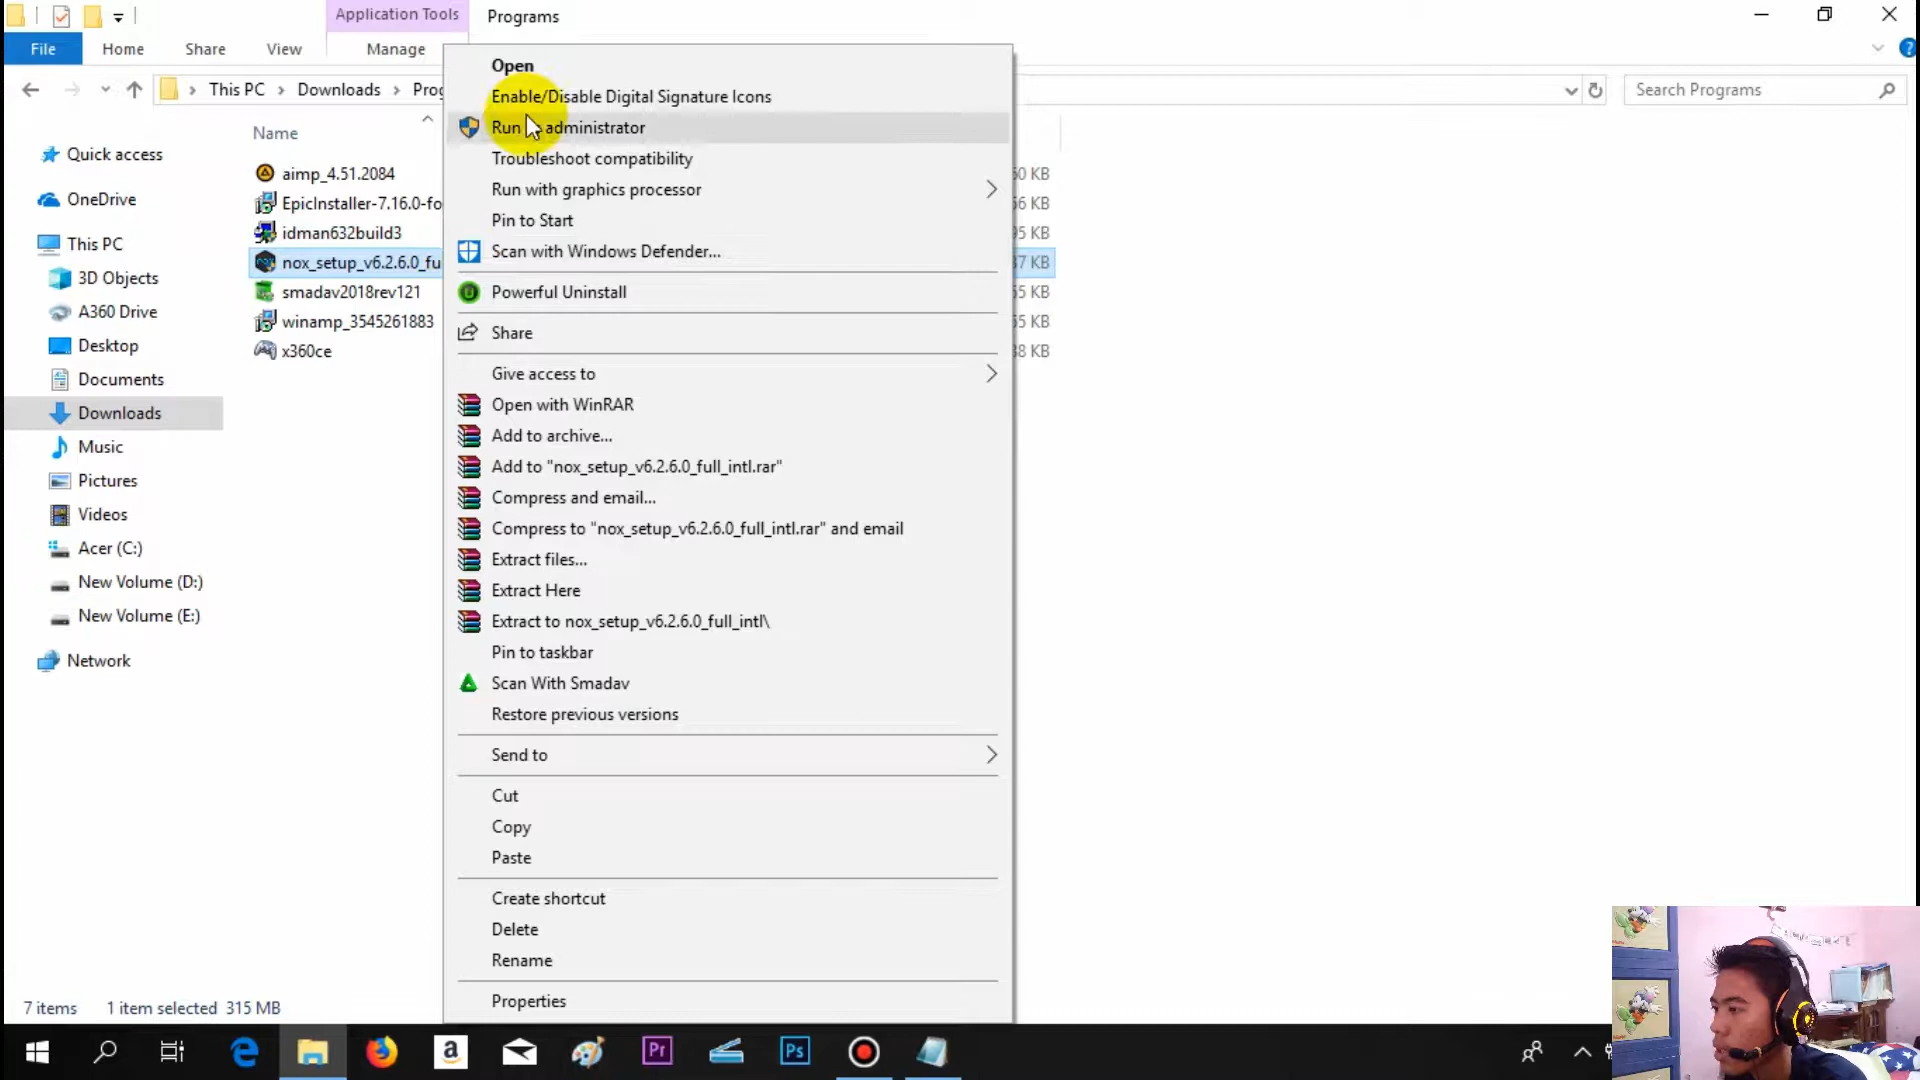 Application Tools
Programs
File
Home
Share
View
Manage
This PC
Downloads
Prog
Search Programs
Name
Quick access
OneDrive
This PC
3D Objects
A360 Drive
Desktop
Documents
Downloads
Music
Pictures
Videos
Acer (C:)
New Volume (D:)
New Volume (E:)
Network
aimp_4.51.2084
EpicInstaller-7.16.0-fo
idman632build3
nox_setup_v6.2.6.0_fu
smadav2018rev121
winamp_3545261883
x360ce
Open
Enable/Disable Digital Signature Icons
Run administrator
Troubleshoot compatibility
Run with graphics processor
Pin to Start
Scan with Windows Defender...
Powerful Uninstall
Share
Give access to
Open with WinRAR
Add to archive...
Add to "nox_setup_v6.2.6.0_full_intl.rar"
Compress and email...
Compress to "nox_setup_v6.2.6.0_full_intl.rar" and email
Extract files...
Extract Here
Extract to nox_setup_v6.2.6.0_full_intl\
Pin to taskbar
Scan With Smadav
Restore previous versions
Send to
Cut
Copy
Paste
Create shortcut
Delete
Rename
Properties
60 KB
66 KB
95 KB
37 KB
55 KB
65 KB
38 KB
7 items
1 item selected 315 MB
a
Pr
Ps